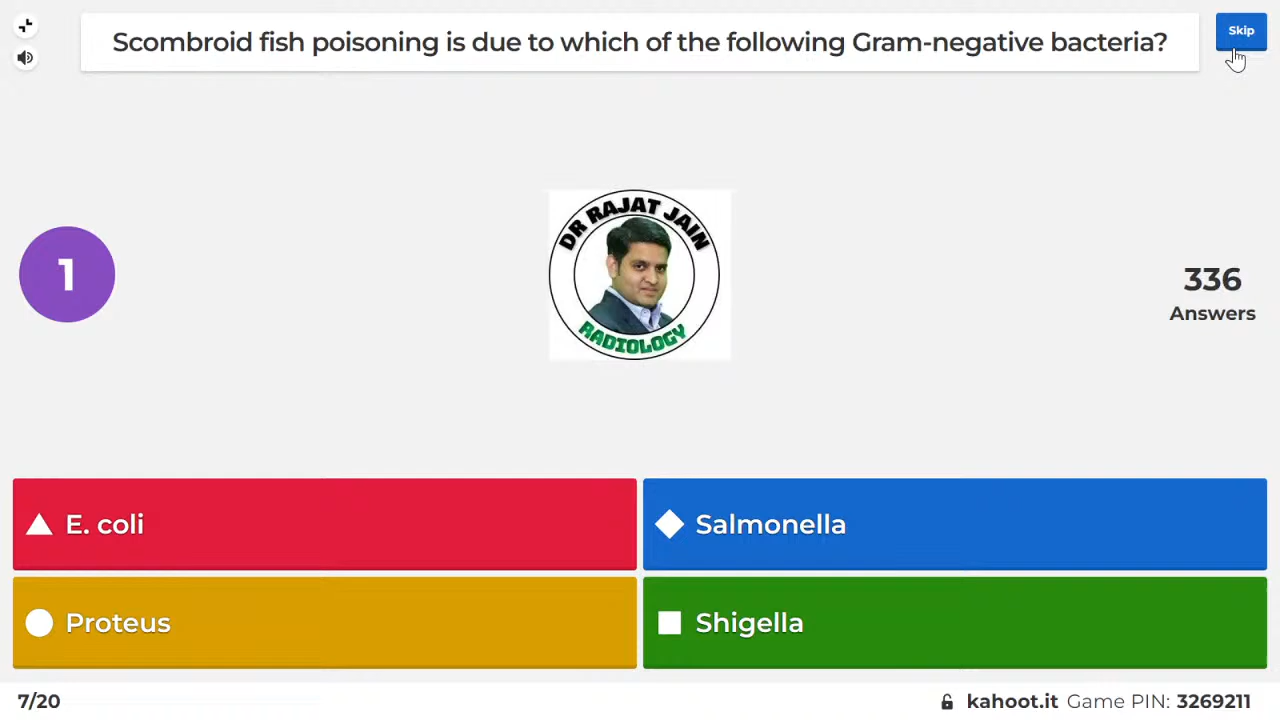 Scombroid fish poisoning is due to which of the following Gram-negative bacteria?
Skip
DR RAJAT JAIN
RADIOLOGY
1
336
Answers
E. coli
Salmonella
Proteus
Shigella
7/20
kahoot.it Game PIN: 3269211